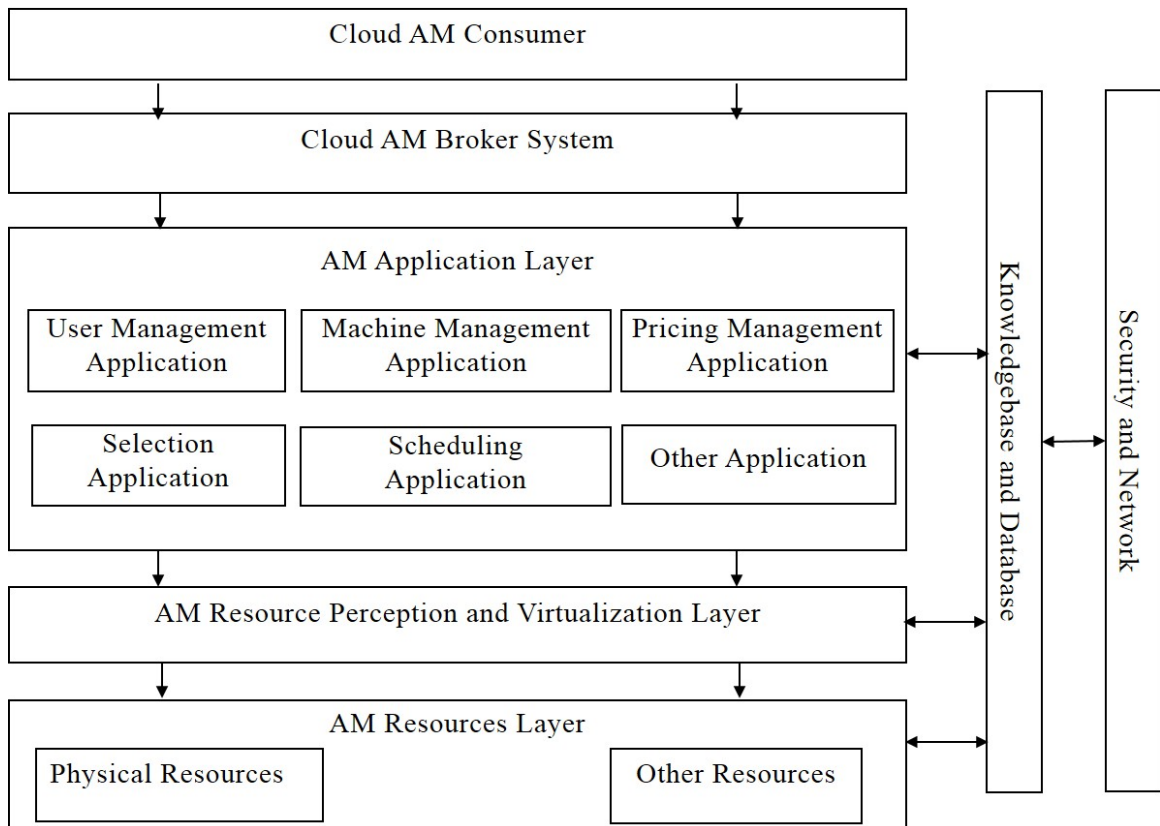 Cloud AM Consumer
Cloud AM Broker System
AM Application Layer
User Management
Application
Machine Management
Application
Pricing Management
Application
Selection
Application
Scheduling
Application
Other Application
AM Resource Perception and Virtualization Layer
AM Resources Layer
Physical Resources
Other Resources
Knowledgebase and Database
Security and Network